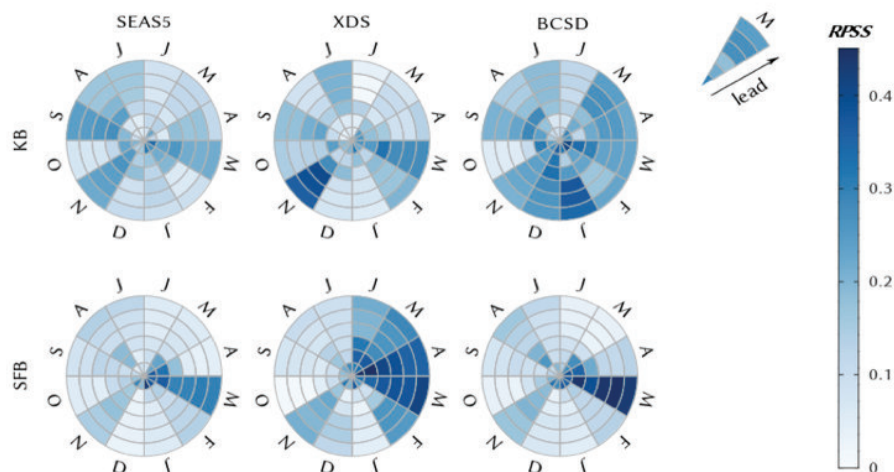 SEAS5 XDS BCSD RPSS
J J J J J J M
A M A M A M
S A S A S A lead 0.4
KB
O M O M O M
N F N F N F 0.3
D J D J D J
J J J J J J
A M A M A M 0.2
S A S A S A
SFB
O M O M O M 0.1
N F N F N F
D J D J D J 0